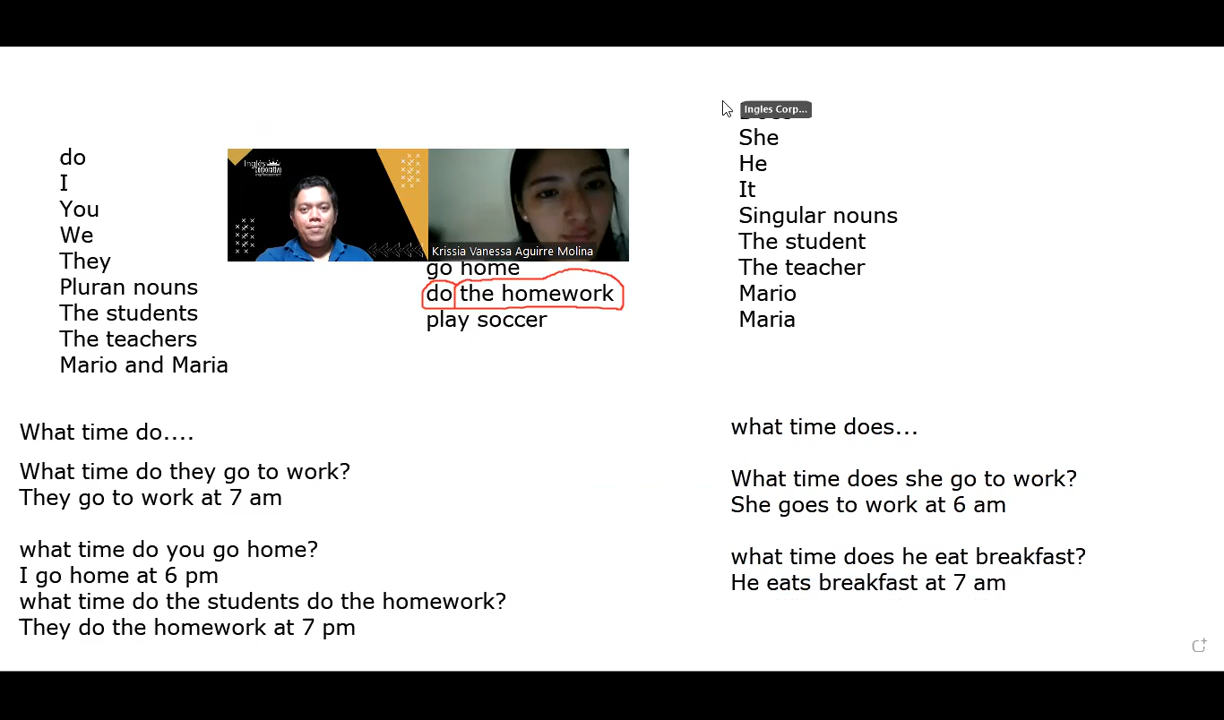 do
I
You
We
They
Pluran nouns
The students
The teachers
Mario and Maria
Inglés
Corporativo
Krissia Vanessa Aguirre Molina
go home
do the homework
play soccer
Ingles Corp...
She
He
It
Singular nouns
The student
The teacher
Mario
Maria
What time do....
What time do they go to work?
They go to work at 7 am
what time do you go home?
I go home at 6 pm
what time do the students do the homework?
They do the homework at 7 pm
what time does...
What time does she go to work?
She goes to work at 6 am
what time does he eat breakfast?
He eats breakfast at 7 am